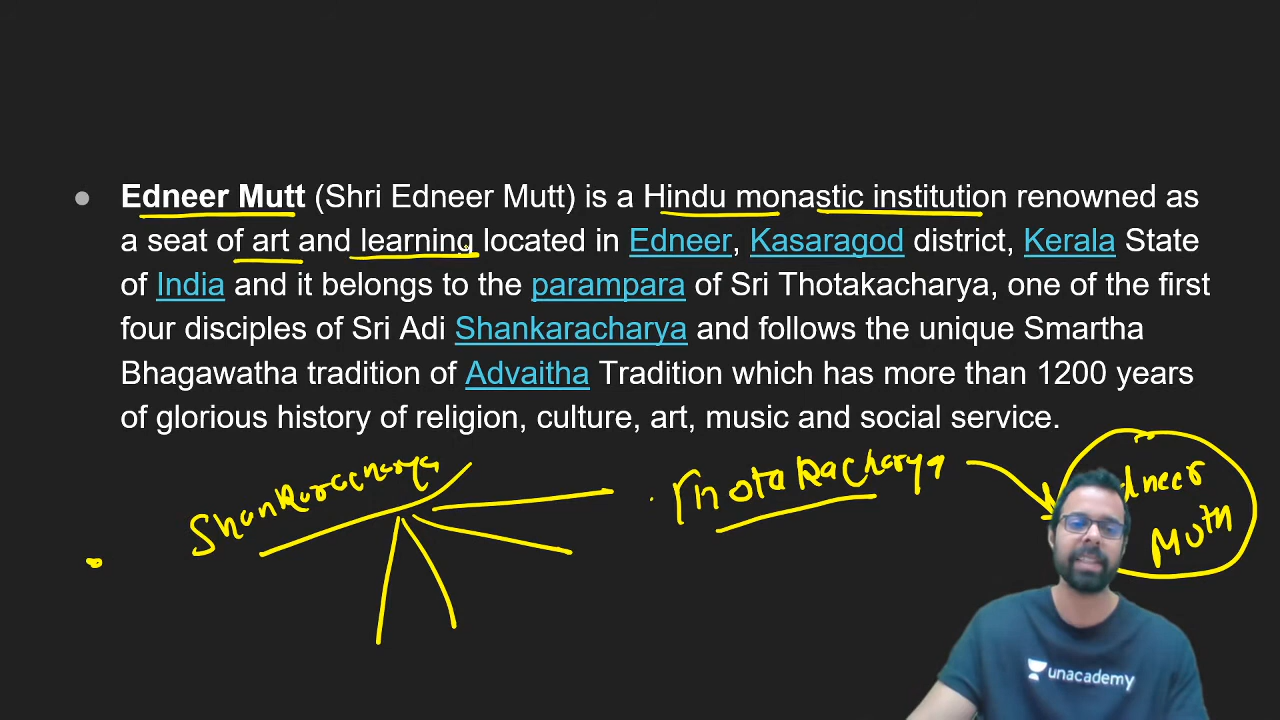 ● Edneer Mutt (Shri Edneer Mutt) is a Hindu monastic institution renowned as
a seat of art and learning located in Edneer, Kasaragod district, Kerala State
of India and it belongs to the parampara of Sri Thotakacharya, one of the first
four disciples of Sri Adi Shankaracharya and follows the unique Smartha
Bhagawatha tradition of Advaitha Tradition which has more than 1200 years
of glorious history of religion, culture, art, music and social service.
Shankaracharya
Thotakacharya
dneer
Muth
unacademy